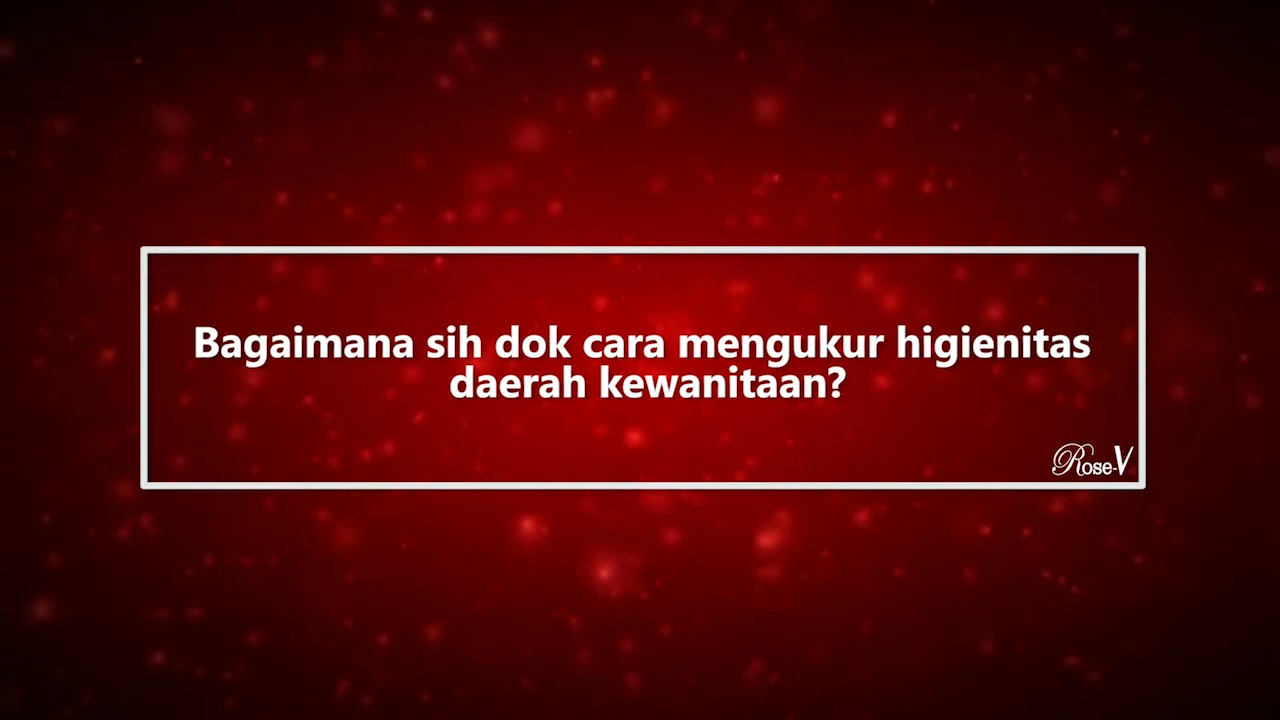 Bagaimana sih dok cara mengukur higienitas
daerah kewanitaan?
Rose-V